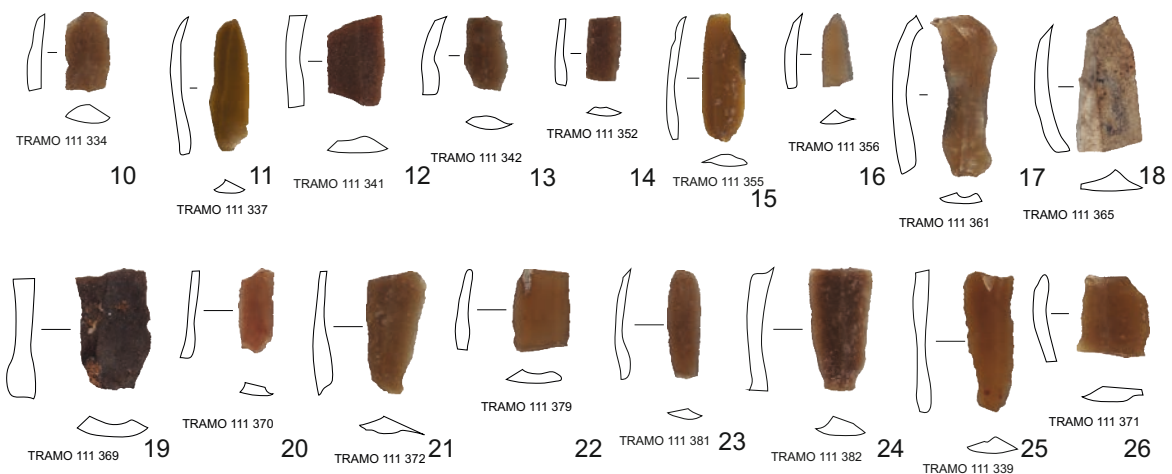 TRAMO 111 334
10
TRAMO 111 337
11
TRAMO 111 341
12
TRAMO 111 342
13
TRAMO 111 352
14
TRAMO 111 355
15
TRAMO 111 356
16
TRAMO 111 361
17
TRAMO 111 365
18
TRAMO 111 369
19
TRAMO 111 370
20
TRAMO 111 372
21
TRAMO 111 379
22
TRAMO 111 381
23
TRAMO 111 382
24
TRAMO 111 339
25
TRAMO 111 371
26